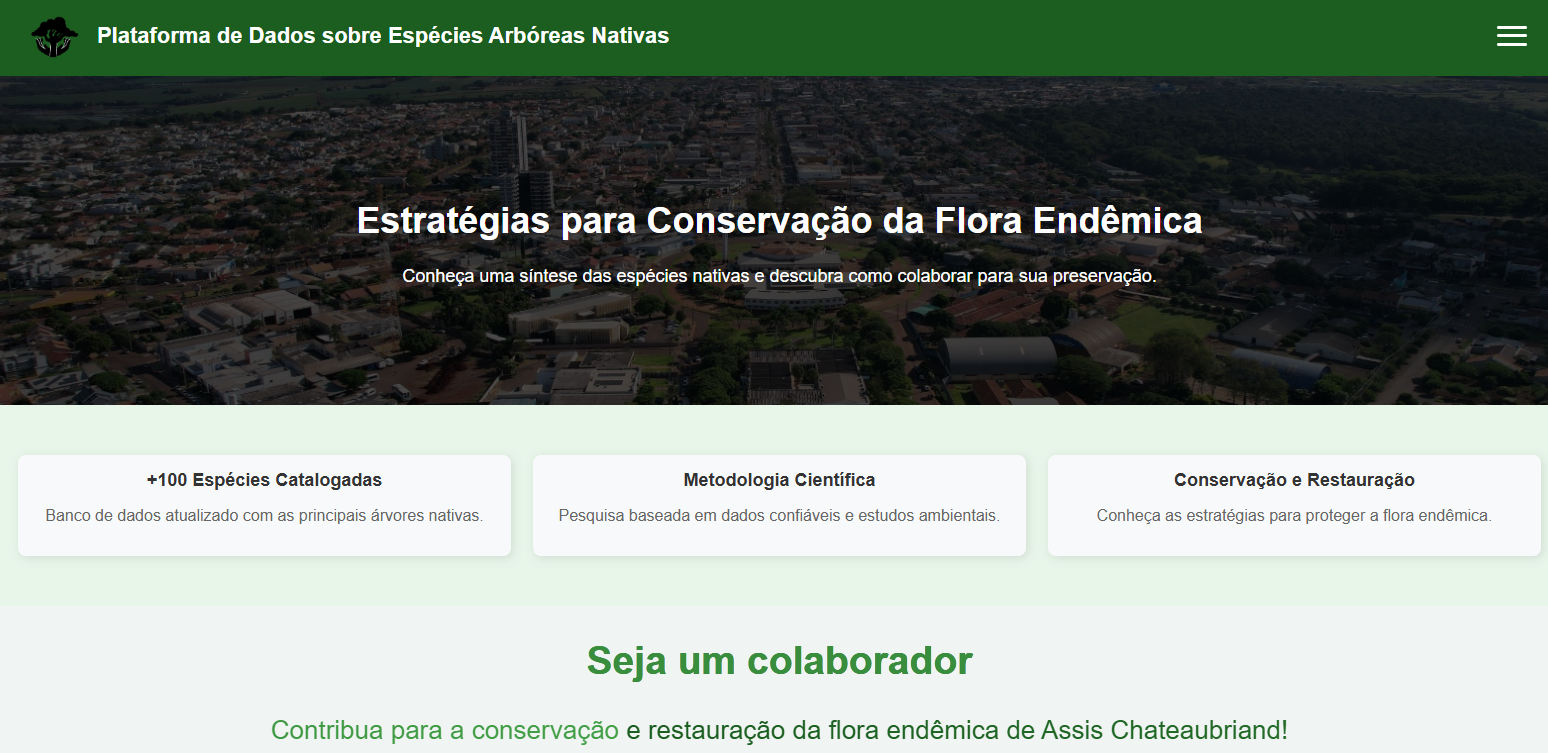 Plataforma de Dados sobre Espécies Arbóreas Nativas
Estratégias para Conservação da Flora Endêmica
Conheça uma síntese das espécies nativas e descubra como colaborar para sua preservação.
+100 Espécies Catalogadas
Banco de dados atualizado com as principais árvores nativas.
Metodologia Científica
Pesquisa baseada em dados confiáveis e estudos ambientais.
Conservação e Restauração
Conheça as estratégias para proteger a flora endêmica.
Seja um colaborador
Contribua para a conservação e restauração da flora endêmica de Assis Chateaubriand!